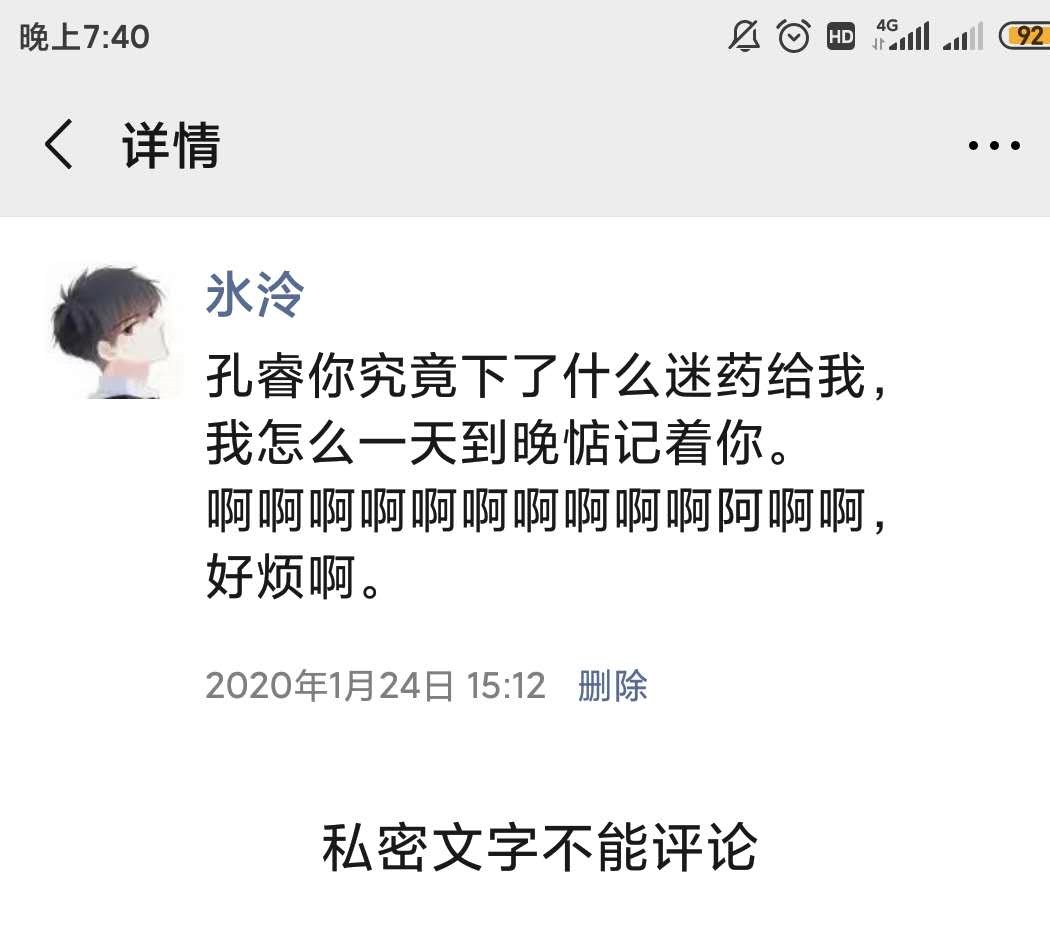 晚上7:40
HD 4G 92
详情
氷泠
孔睿你究竟下了什么迷药给我，
我怎么一天到晚惦记着你。
啊啊啊啊啊啊啊啊啊啊阿啊啊，
好烦啊。
2020年1月24日 15:12 删除
私密文字不能评论